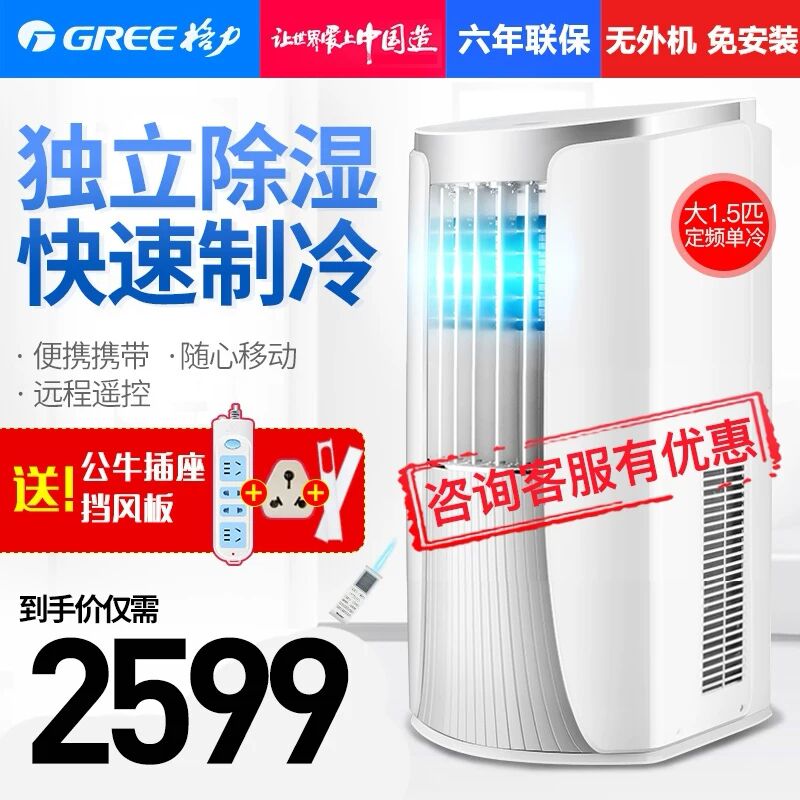 GREE 格力
让世界爱上中国造
六年联保
无外机 免安装
独立除湿
快速制冷
大1.5匹
定频单冷
· 便携携带 · 随心移动
· 远程遥控
送! 公牛插座
挡风板
+ +
咨询客服有优惠
到手价仅需
2599